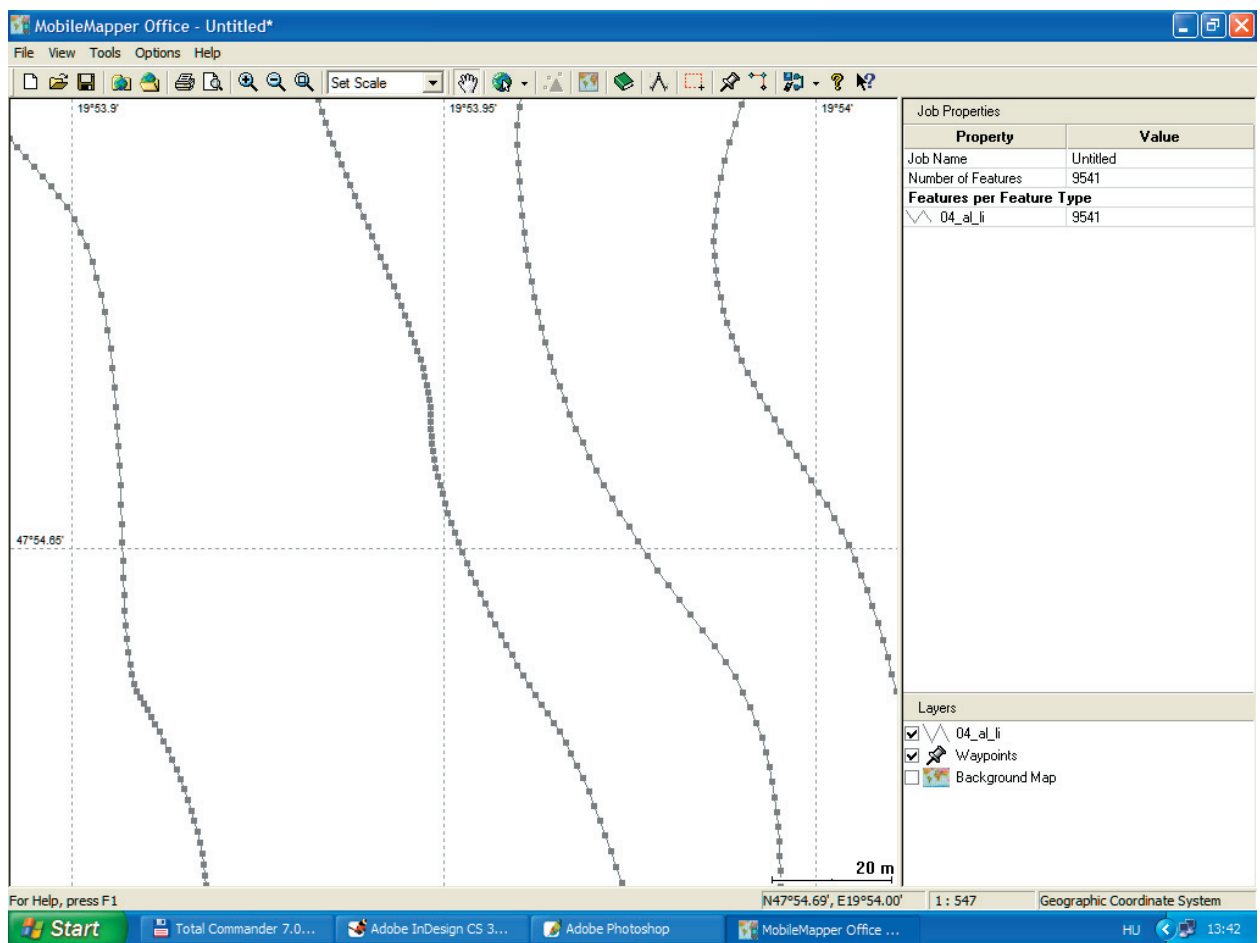 MobileMapper Office - Untitled*
File View Tools Options Help
Set Scale
19°53.9'
19°53.95'
19°54'
47°54.65'
20 m
Job Properties
Property Value
Job Name Untitled
Number of Features 9541
Features per Feature Type
04_al_li 9541
Layers
04_al_li
Waypoints
Background Map
For Help, press F1
N47°54.69', E19°54.00'
1 : 547
Geographic Coordinate System
Start
Total Commander 7.0...
Adobe InDesign CS 3...
Adobe Photoshop
MobileMapper Office ...
HU
13:42